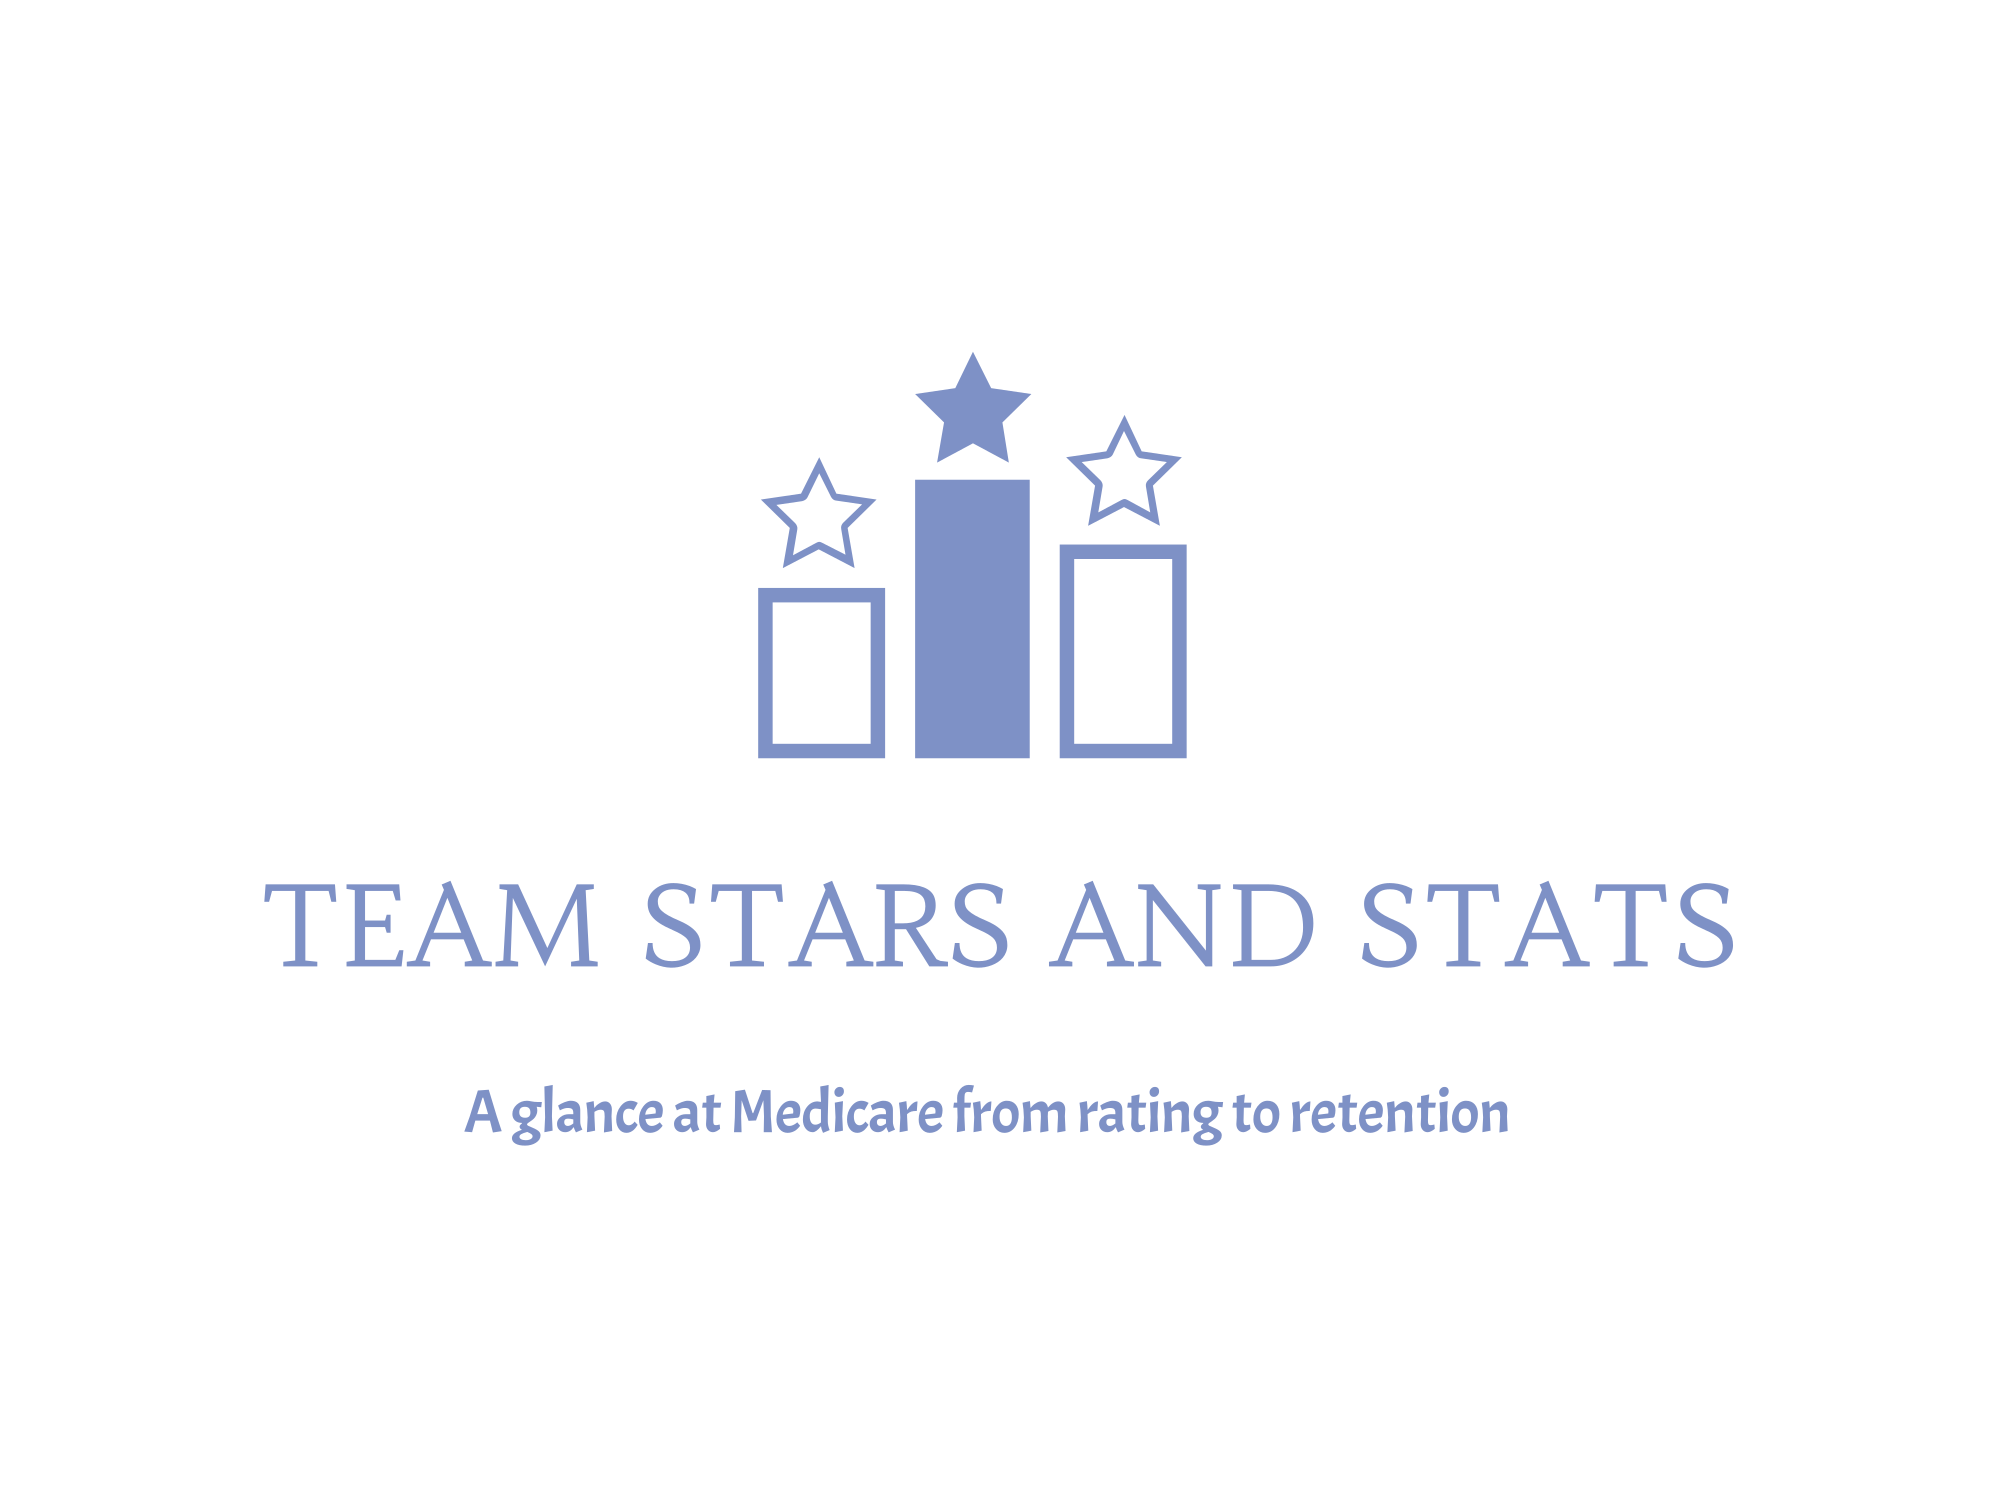 TEAM STARS AND STATS
A glance at Medicare from rating to retention